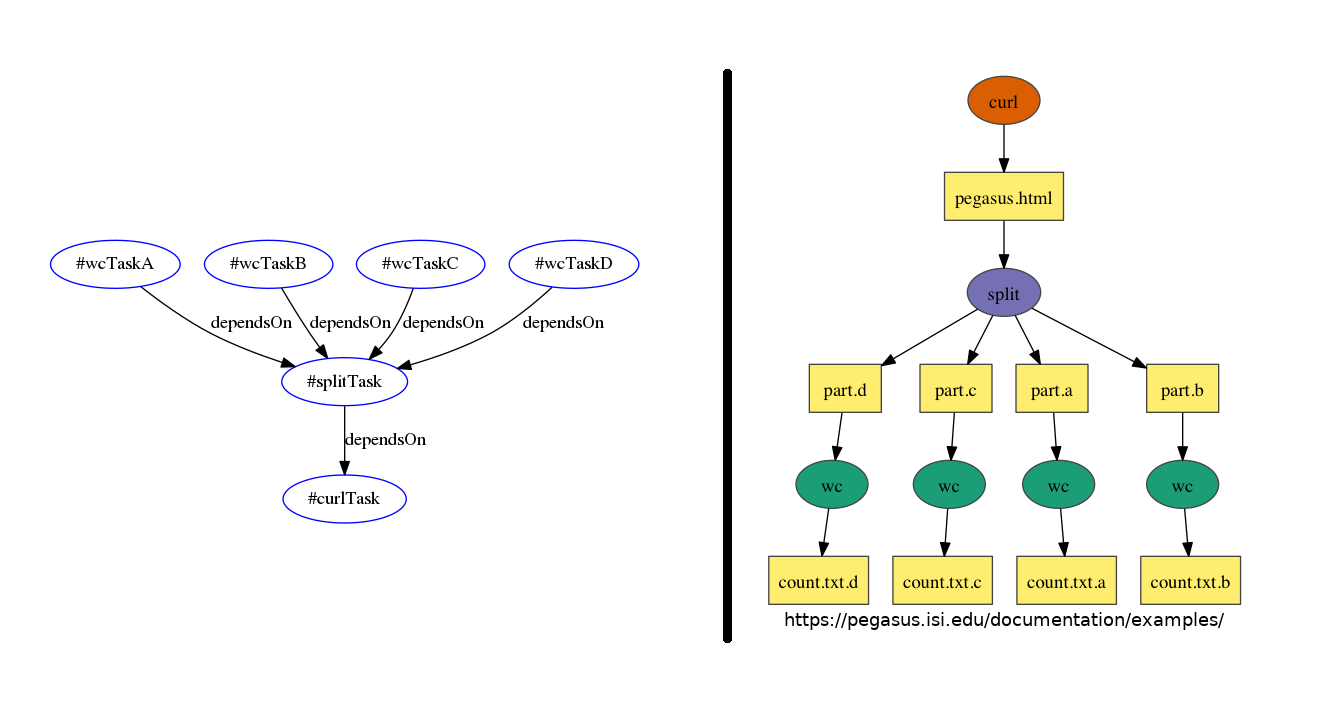 #wcTaskA
#wcTaskB
#wcTaskC
#wcTaskD
dependsOn
dependsOn
dependsOn
dependsOn
#splitTask
dependsOn
#curlTask
curl
pegasus.html
split
part.d
part.c
part.a
part.b
wc
wc
wc
wc
count.txt.d
count.txt.c
count.txt.a
count.txt.b
https://pegasus.isi.edu/documentation/examples/